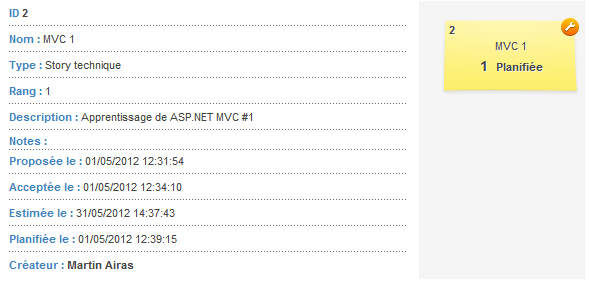 ID 2
Nom : MVC 1
Type : Story technique
Rang : 1
Description : Apprentissage de ASP.NET MVC #1
Notes :
Proposée le : 01/05/2012 12:31:54
Acceptée le : 01/05/2012 12:34:10
Estimée le : 31/05/2012 14:37:43
Planifiée le : 01/05/2012 12:39:15
Créateur : Martin Airas
2
MVC 1
1 Planifiée